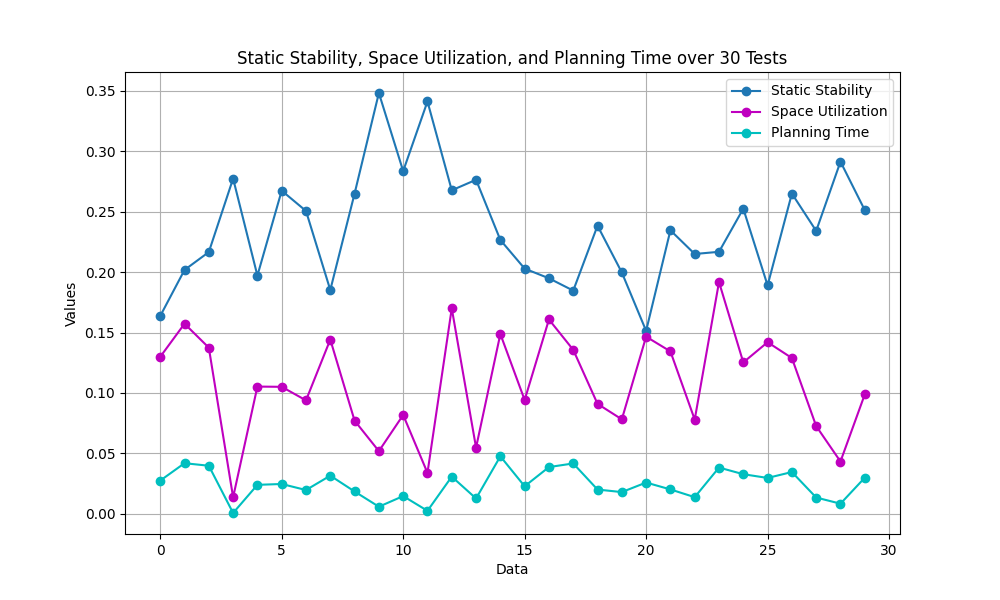 Static Stability, Space Utilization, and Planning Time over 30 Tests
Static Stability
Space Utilization
Planning Time
0.35
0.30
0.25
0.20
0.15
0.10
0.05
0.00
Values
0 5 10 15 20 25 30
Data